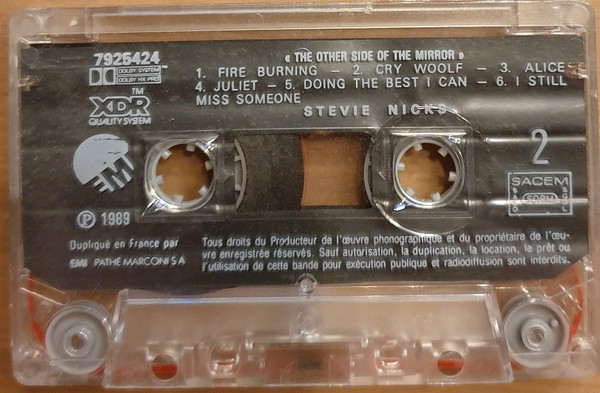 7925424
« THE OTHER SIDE OF THE MIRROR »
DOLBY SYSTEM
DOLBY HX PRO
1. FIRE BURNING – 2. CRY WOOLF – 3. ALICE
4. JULIET – 5. DOING THE BEST I CAN – 6. I STILL
MISS SOMEONE
STEVIE NICKS
XDR TM
QUALITY SYSTEM
EMI
2
SACEM
SDRM
Ⓟ 1989
Dupliqué en France par
EMI PATHÉ MARCONI S A
Tous droits du Producteur de l'œuvre phonographique et du propriétaire de l'œu-
vre enregistrée réservés. Sauf autorisation, la duplication, la location, le prêt ou
l'utilisation de cette bande pour exécution publique et radiodiffusion sont interdits.